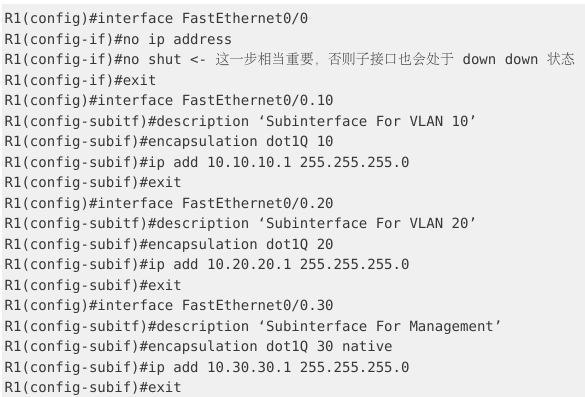 R1(config)#interface FastEthernet0/0
R1(config-if)#no ip address
R1(config-if)#no shut <- 这一步相当重要，否则子接口也会处于 down down 状态
R1(config-if)#exit
R1(config)#interface FastEthernet0/0.10
R1(config-subitf)#description ‘Subinterface For VLAN 10’
R1(config-subif)#encapsulation dot1Q 10
R1(config-subif)#ip add 10.10.10.1 255.255.255.0
R1(config-subif)#exit
R1(config)#interface FastEthernet0/0.20
R1(config-subitf)#description ‘Subinterface For VLAN 20’
R1(config-subif)#encapsulation dot1Q 20
R1(config-subif)#ip add 10.20.20.1 255.255.255.0
R1(config-subif)#exit
R1(config)#interface FastEthernet0/0.30
R1(config-subitf)#description ‘Subinterface For Management’
R1(config-subif)#encapsulation dot1Q 30 native
R1(config-subif)#ip add 10.30.30.1 255.255.255.0
R1(config-subif)#exit